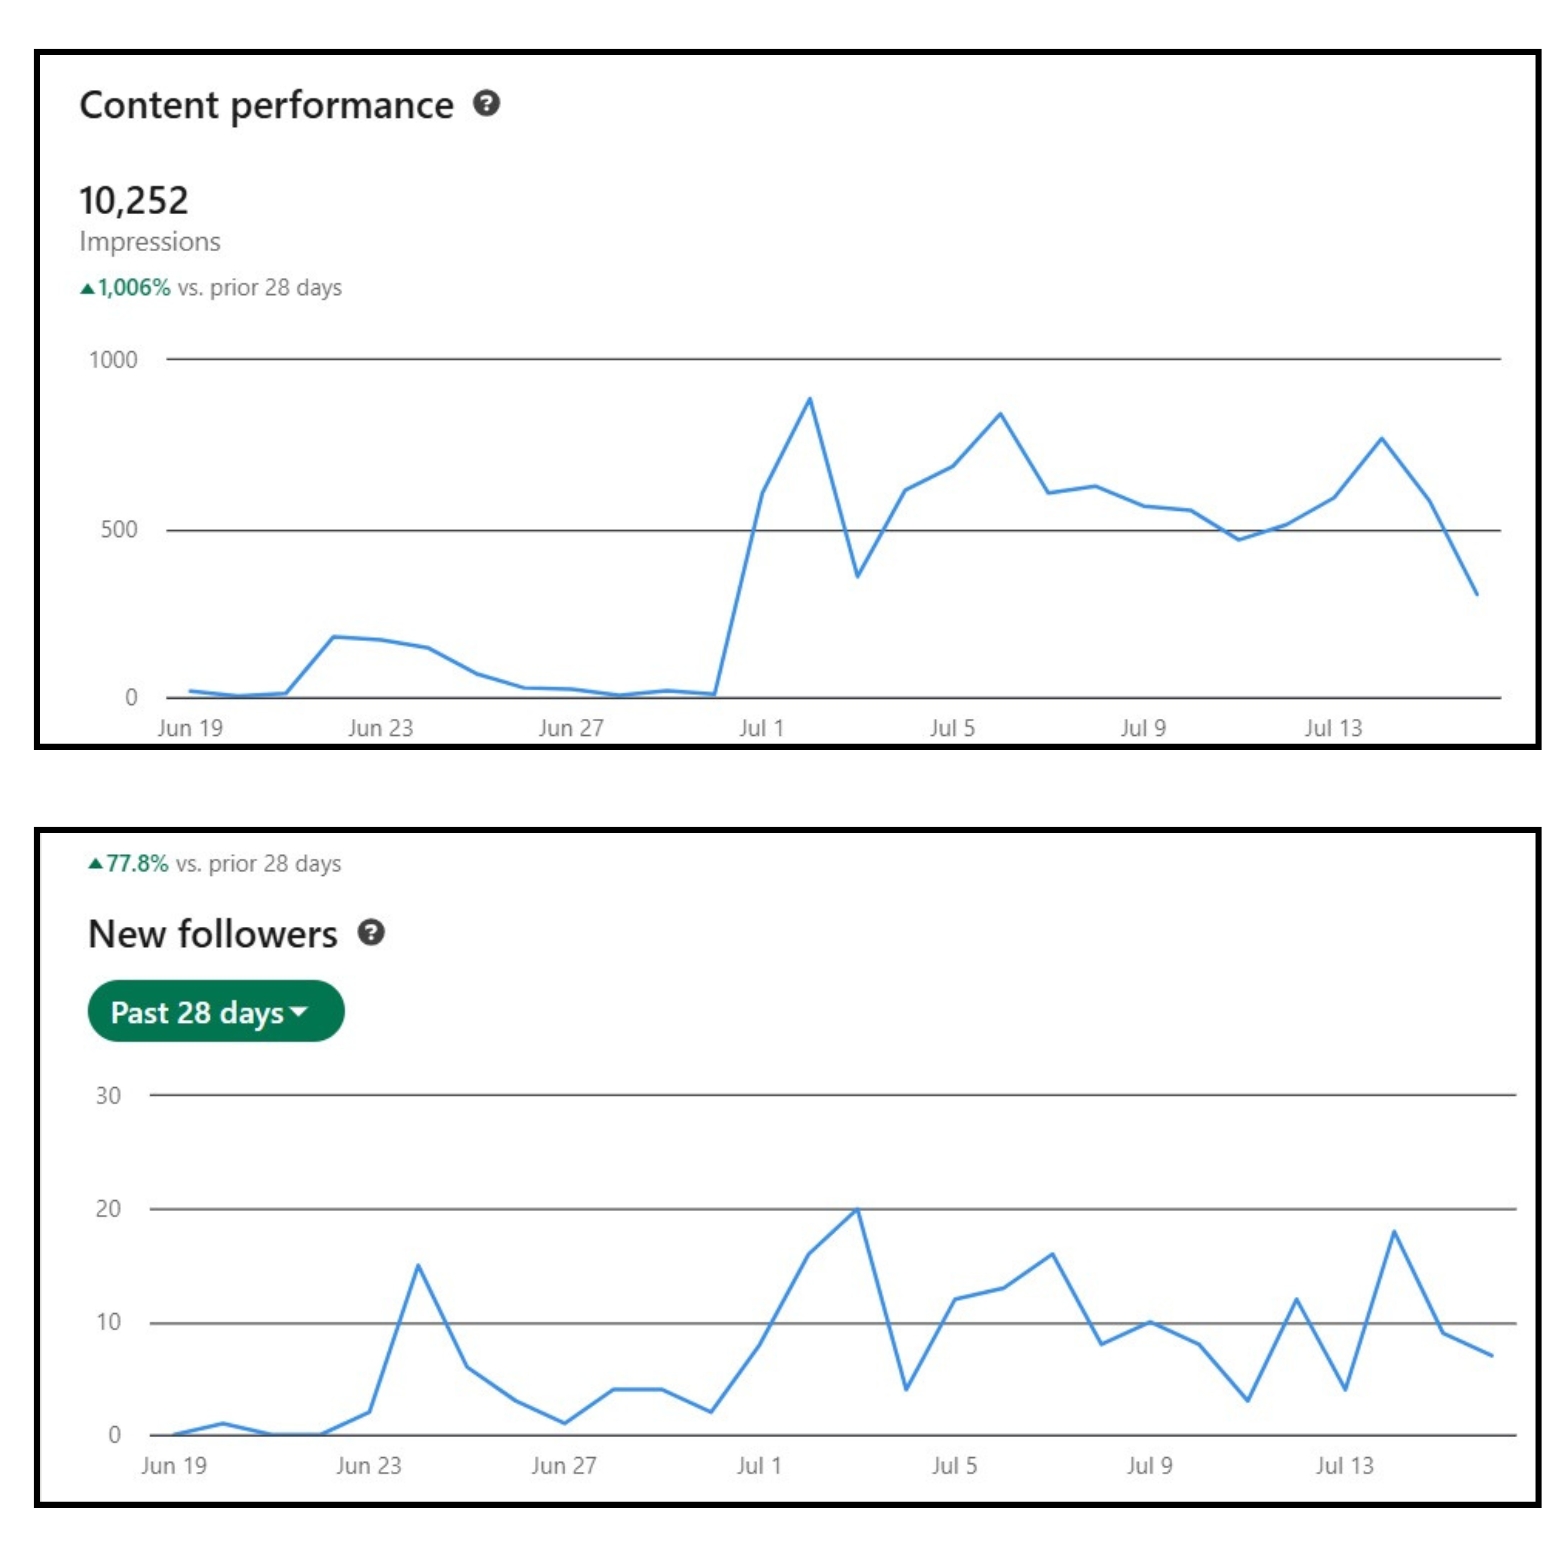 Content performance ?
10,252
Impressions
▲1,006% vs. prior 28 days
1000
500
0
Jun 19 Jun 23 Jun 27 Jul 1 Jul 5 Jul 9 Jul 13
▲77.8% vs. prior 28 days
New followers ?
Past 28 days▼
30
20
10
0
Jun 19 Jun 23 Jun 27 Jul 1 Jul 5 Jul 9 Jul 13